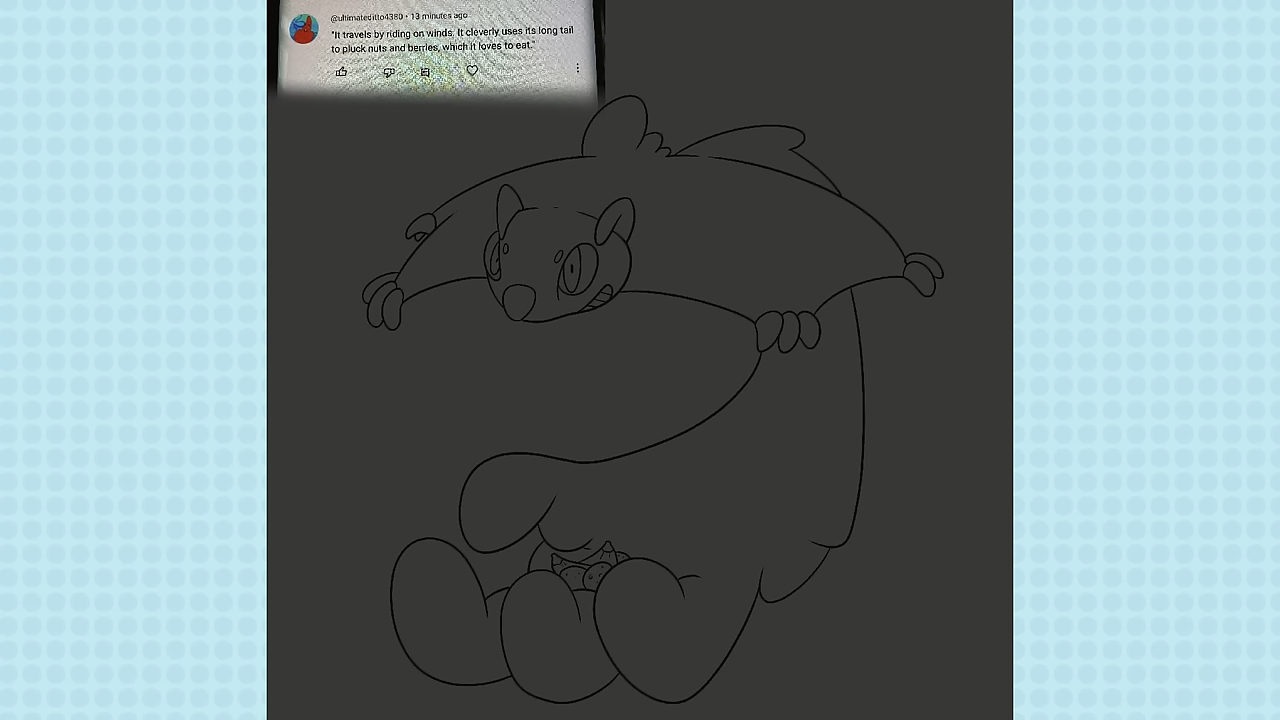 @ultimateditto4380 • 13 minutes ago
"It travels by riding on winds. It cleverly uses its long tail
to pluck nuts and berries, which it loves to eat."